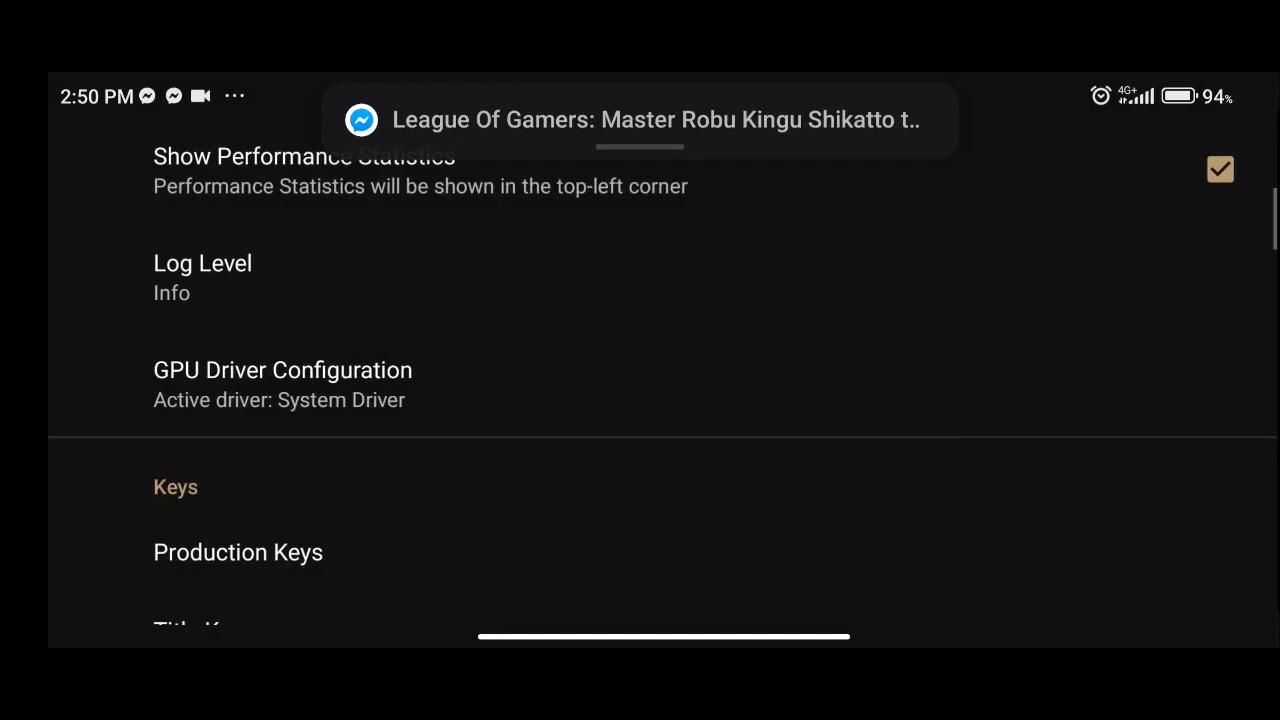 2:50 PM
4G+
94%
League Of Gamers: Master Robu Kingu Shikatto t..
Show Performance Statistics
Performance Statistics will be shown in the top-left corner
Log Level
Info
GPU Driver Configuration
Active driver: System Driver
Keys
Production Keys